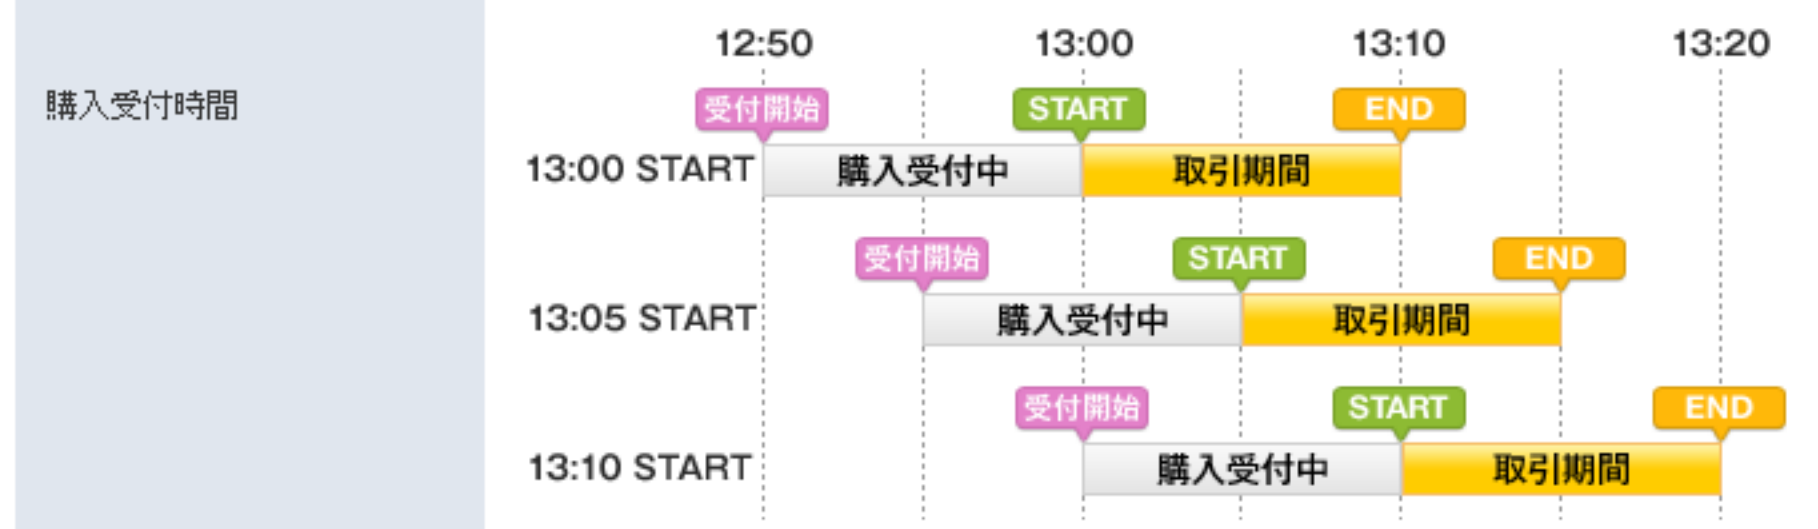 12:50 13:00 13:10 13:20
購入受付時間
受付開始 START END
13:00 START 購入受付中 取引期間
受付開始 START END
13:05 START 購入受付中 取引期間
受付開始 START END
13:10 START 購入受付中 取引期間